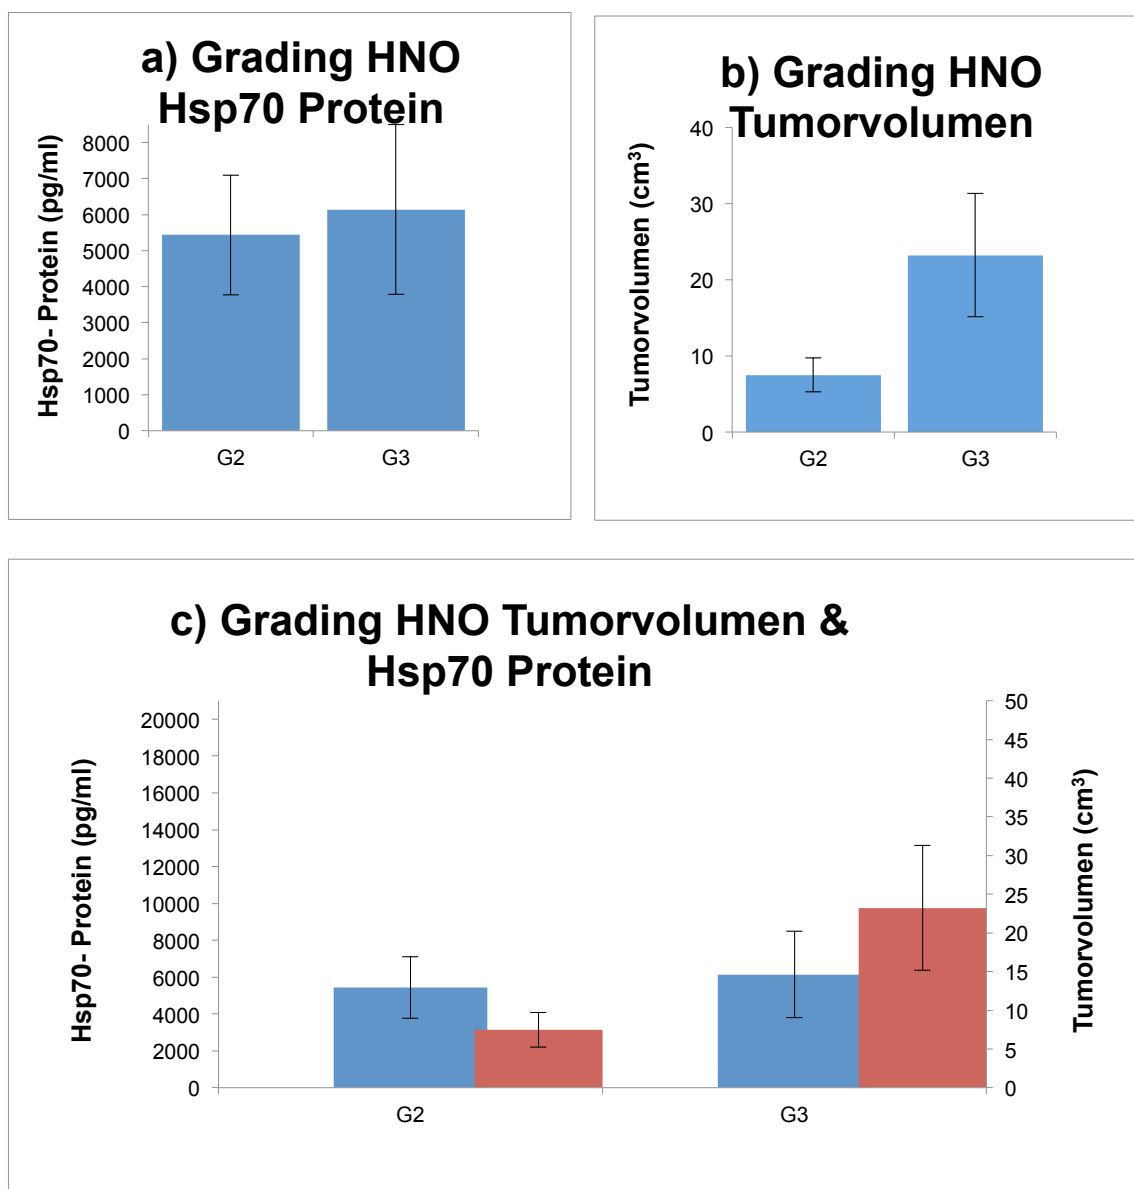 a) Grading HNO
Hsp70 Protein
Hsp70- Protein (pg/ml)
8000
7000
6000
5000
4000
3000
2000
1000
0
G2
G3
b) Grading HNO
Tumorvolumen
Tumorvolumen (cm³)
40
30
20
10
0
G2
G3
c) Grading HNO Tumorvolumen &
Hsp70 Protein
Hsp70- Protein (pg/ml)
20000
18000
16000
14000
12000
10000
8000
6000
4000
2000
0
G2
G3
50
45
40
35
30
25
20
15
10
5
0
Tumorvolumen (cm³)